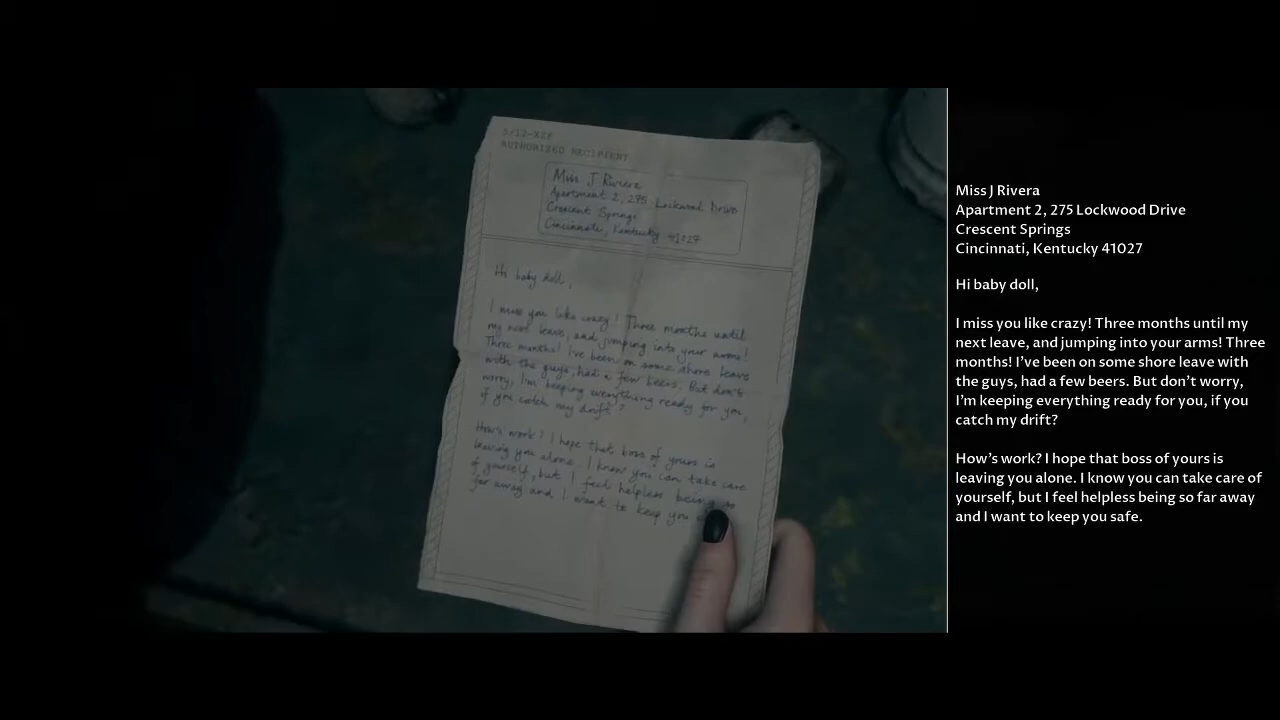 5/12-XZF
AUTHORIZED RECIPIENT
Miss J Rivera
Apartment 2, 275 Lockwood Drive
Crescent Springs
Cincinnati, Kentucky 41027
Hi baby doll,
I miss you like crazy! Three months until
my next leave, and jumping into your arms!
Three months! I've been on some shore leave
with the guys, had a few beers. But don't
worry, I'm keeping everything ready for you,
if you catch my drift?
How's work? I hope that boss of yours is
leaving you alone. I know you can take care
of yourself, but I feel helpless being so
far away and I want to keep you
Miss J Rivera
Apartment 2, 275 Lockwood Drive
Crescent Springs
Cincinnati, Kentucky 41027
Hi baby doll,
I miss you like crazy! Three months until my
next leave, and jumping into your arms! Three
months! I've been on some shore leave with
the guys, had a few beers. But don't worry,
I'm keeping everything ready for you, if you
catch my drift?
How's work? I hope that boss of yours is
leaving you alone. I know you can take care of
yourself, but I feel helpless being so far away
and I want to keep you safe.